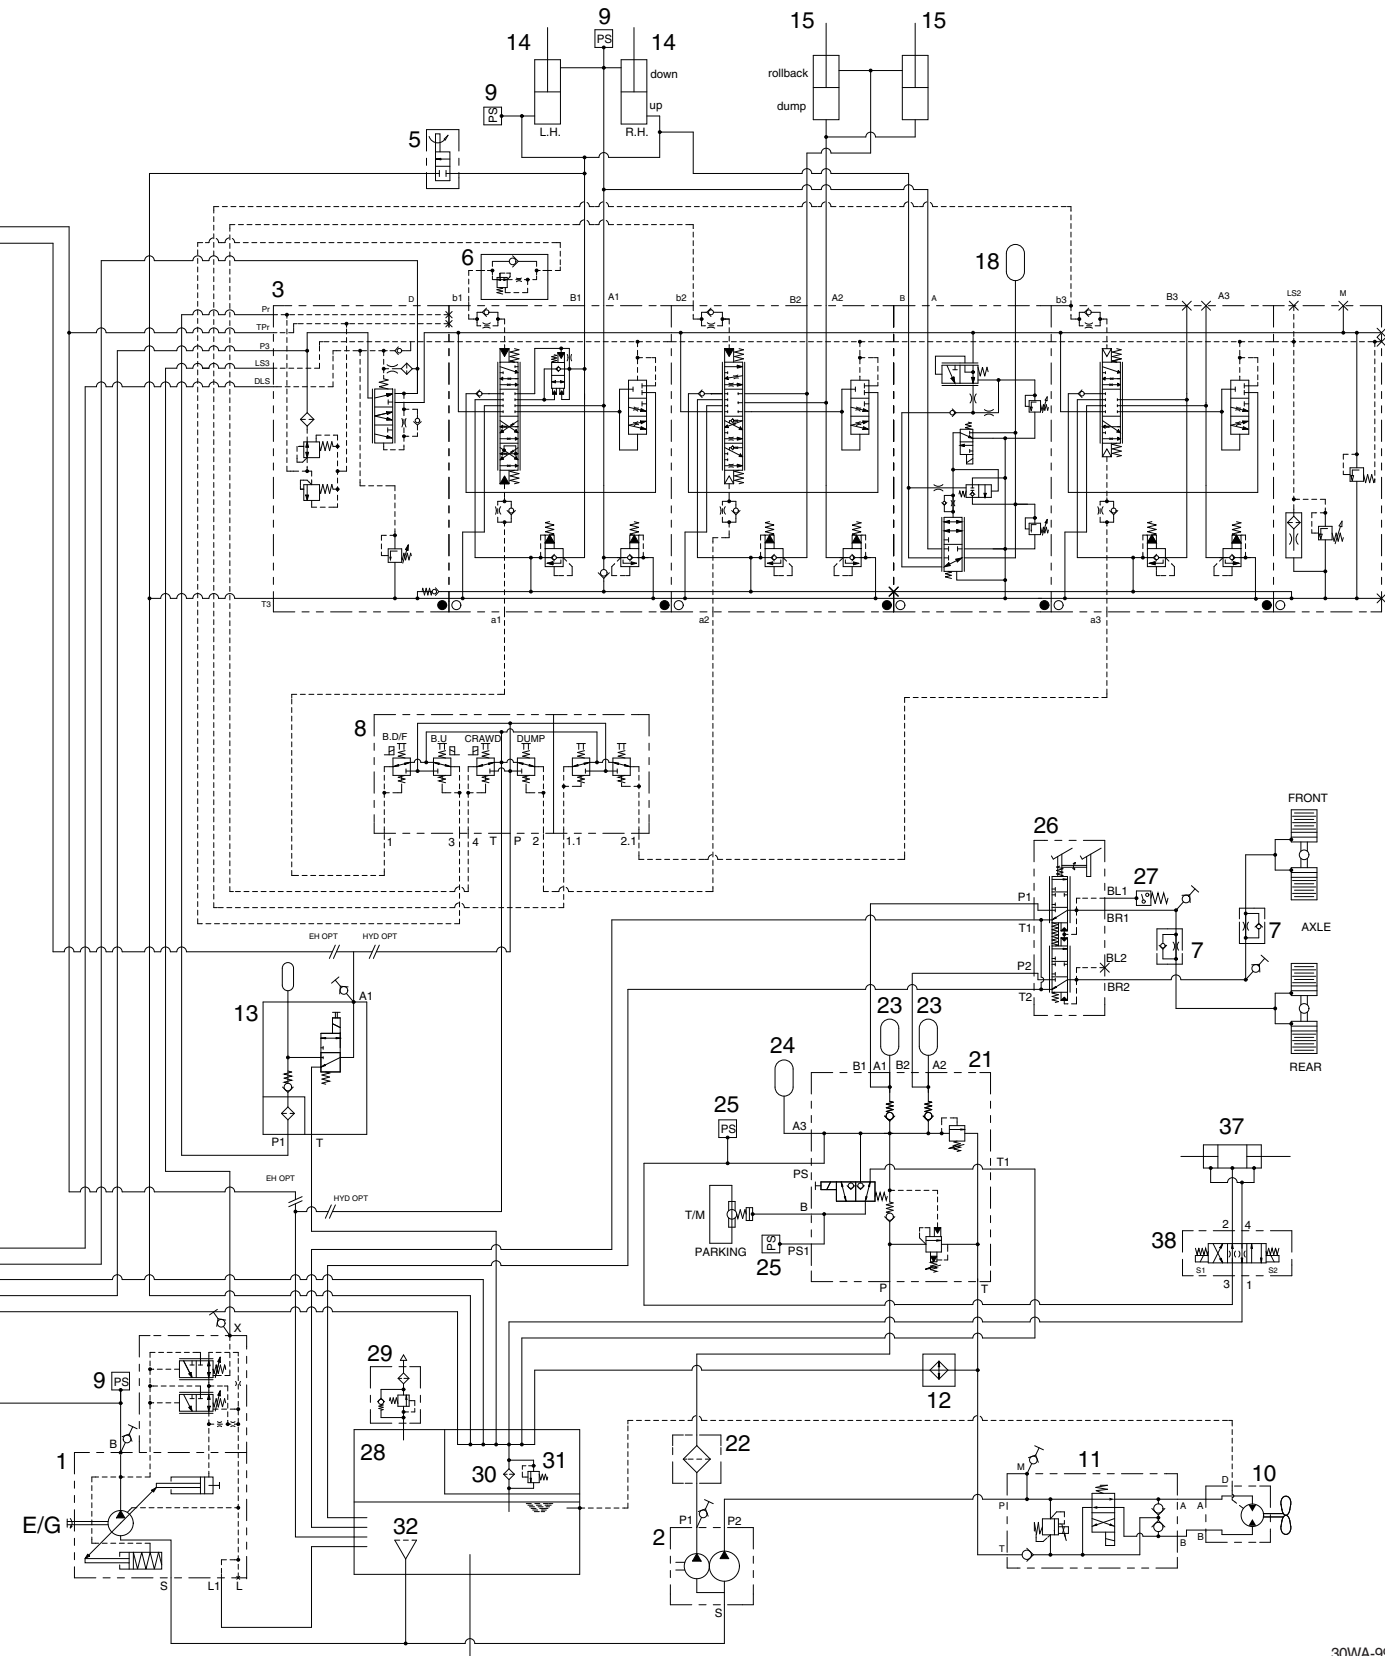 9
14 PS 14 15 15
down
rollback
9
up
dump
PS
L.H.
R.H.
5
6
18
3
D b1 B1 A1 b2 B2 A2 B A b3 B3 A3 LS2 M
Pr
TPr
P3
LS3
DLS
T3
a1 a2 a3
8
B.D/F B.U CRAWD DUMP
1 3 4 T P 2 1.1 2.1
FRONT
26
27
P1 BL1
BR1
T1
7 7
AXLE
P2 BL2
BR2
T2
REAR
EH OPT HYD OPT
13
A1
P1 T
23 23
24
B1 A1 B2 A2
21
25
PS
A3
37
T1
PS
EH OPT
HYD OPT
T/M
B
PARKING
PS
PS1
25
2 4
38
S1 S2
3 1
P T
X
29
9
PS
12
B
1
28
30 31
22
11
M
D
10
P A A
E/G
32
P1 P2
2
T B B
S L1 L
S
30WA-99